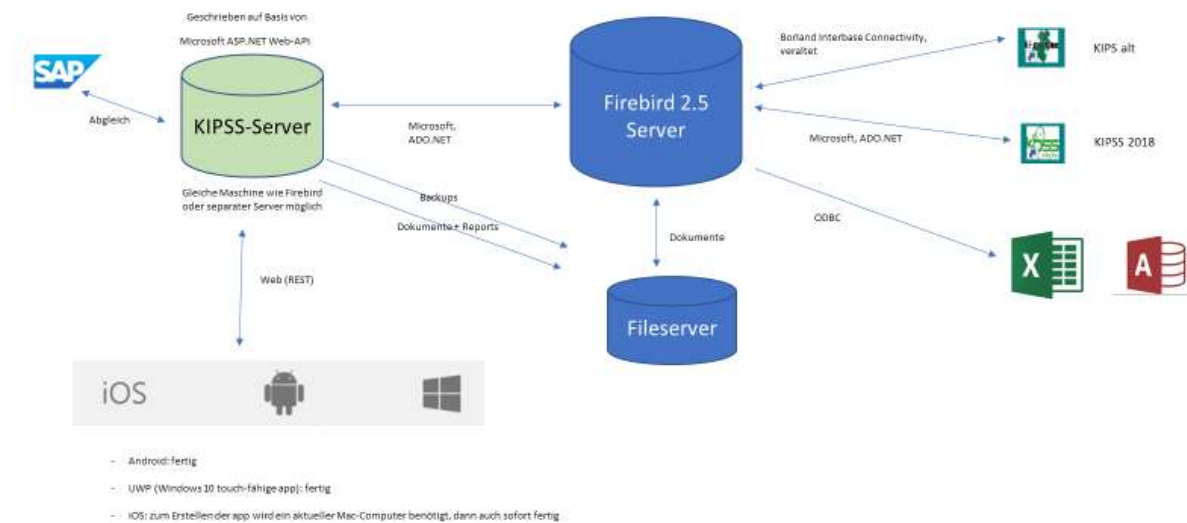 Geschrieben auf Basis von
Microsoft ASP.NET Web-API
SAP
KIPSS-Server
Abgleich
Gleiche Maschine wie Firebird
oder separater Server möglich
Microsoft,
ADO.NET
Backups
Dokumente + Reports
Web (REST)
Firebird 2.5
Server
Dokumente
Fileserver
Borland Interbase Connectivity,
veraltet
KIPS alt
Microsoft, ADO.NET
KIPSS 2018
ODBC
X
A
iOS
- Android: fertig
- UWP (Windows 10 touch-fähige app): fertig
- iOS: zum Erstellen der app wird ein aktueller Mac-Computer benötigt, dann auch sofort fertig